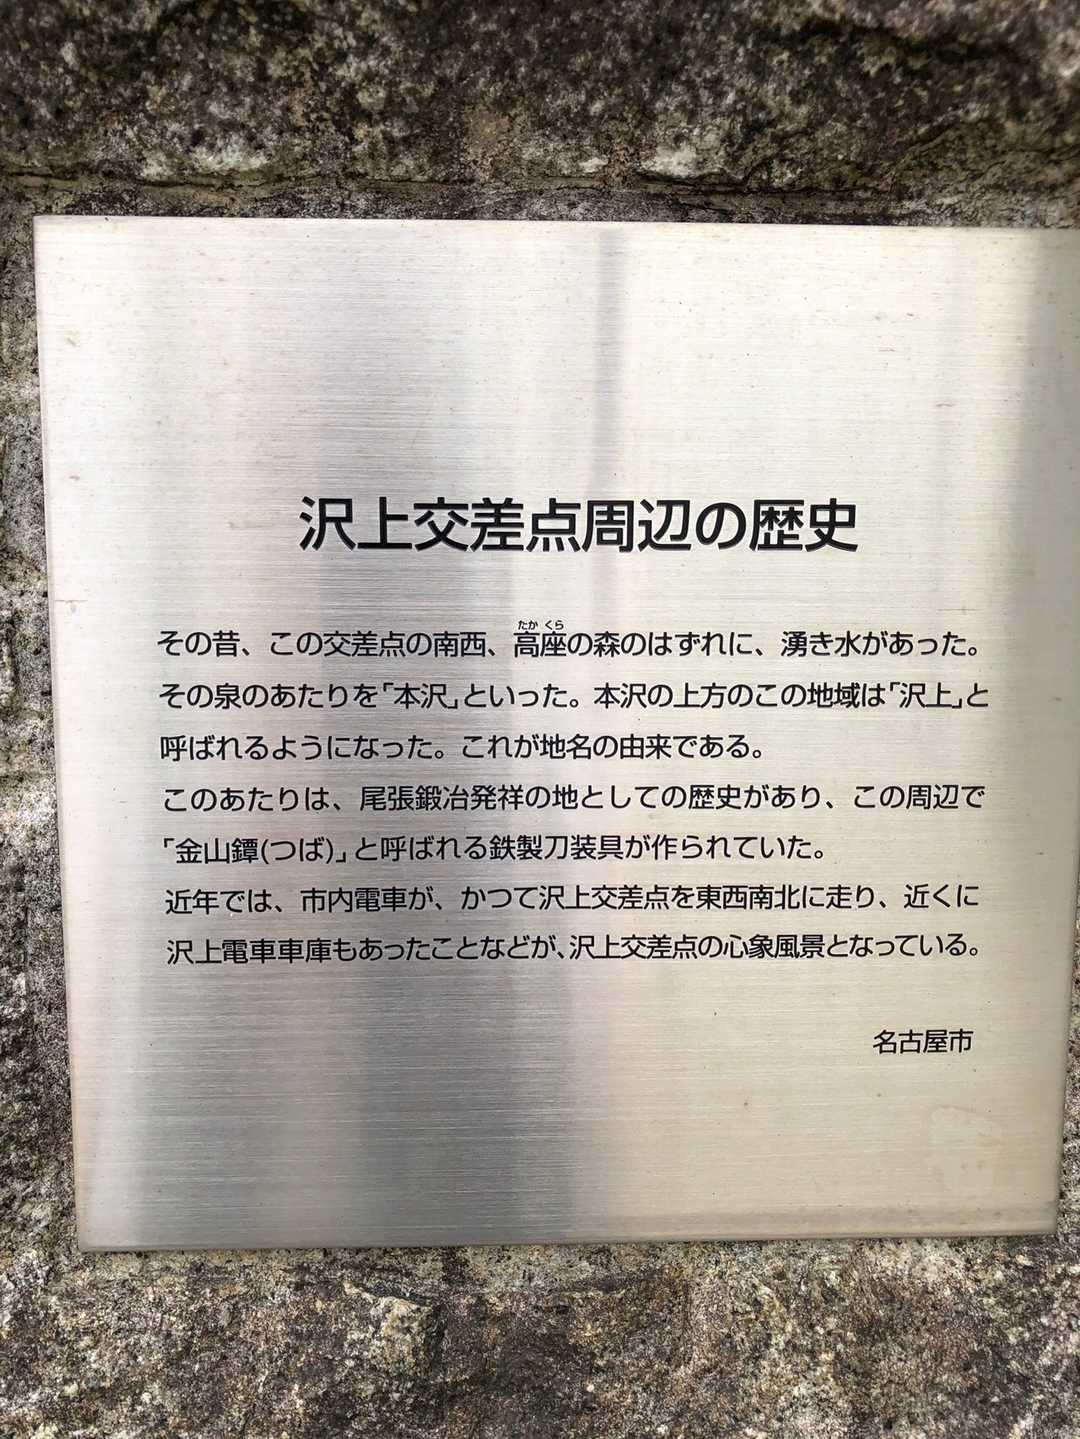 沢上交差点周辺の歴史
その昔、この交差点の南西、高座の森のはずれに、湧き水があった。
たか くら
その泉のあたりを「本沢」といった。本沢の上方のこの地域は「沢上」と
呼ばれるようになった。これが地名の由来である。
このあたりは、尾張鍛冶発祥の地としての歴史があり、この周辺で
「金山鐔(つば)」と呼ばれる鉄製刀装具が作られていた。
近年では、市内電車が、かつて沢上交差点を東西南北に走り、近くに
沢上電車車庫もあったことなどが、沢上交差点の心象風景となっている。
名古屋市